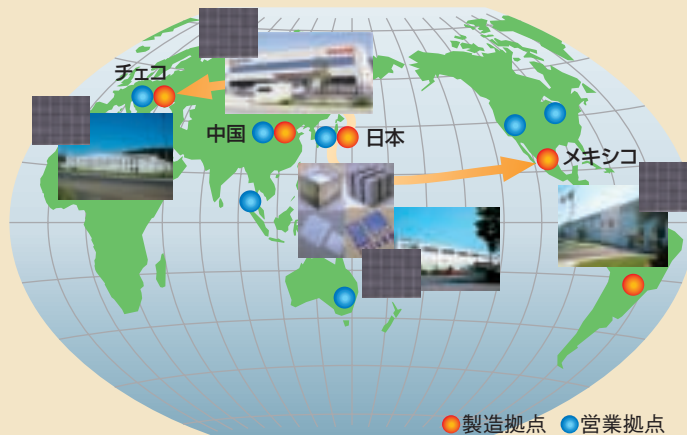 チェコ
中国
日本
メキシコ
製造拠点 営業拠点